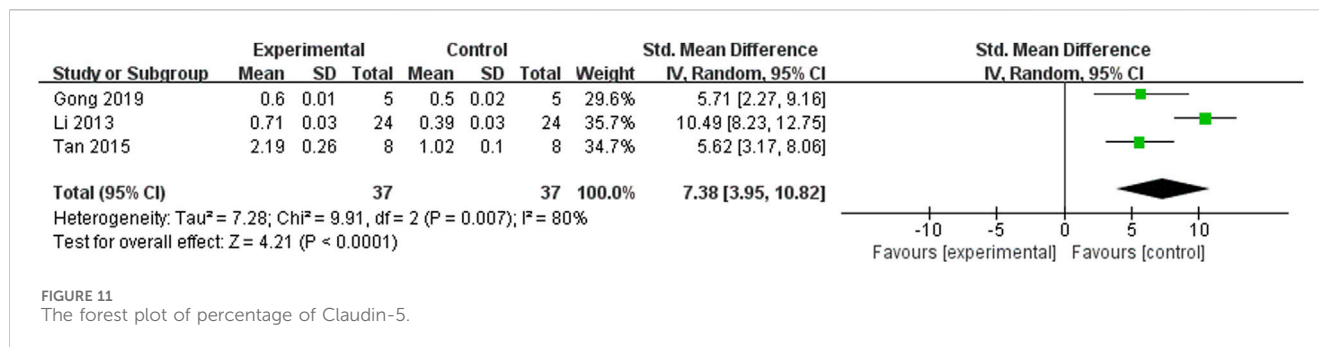 Experimental Control Std. Mean Difference Std. Mean Difference
Study or Subgroup Mean SD Total Mean SD Total Weight IV, Random, 95% CI IV, Random, 95% CI
Gong 2019 0.6 0.01 5 0.5 0.02 5 29.6% 5.71 [2.27, 9.16]
Li 2013 0.71 0.03 24 0.39 0.03 24 35.7% 10.49 [8.23, 12.75]
Tan 2015 2.19 0.26 8 1.02 0.1 8 34.7% 5.62 [3.17, 8.06]
Total (95% CI) 37 37 100.0% 7.38 [3.95, 10.82]
Heterogeneity: Tau² = 7.28; Chi² = 9.91, df = 2 (P = 0.007); I² = 80%
Test for overall effect: Z = 4.21 (P < 0.0001)
-10 -5 0 5 10
Favours [experimental] Favours [control]
FIGURE 11
The forest plot of percentage of Claudin-5.